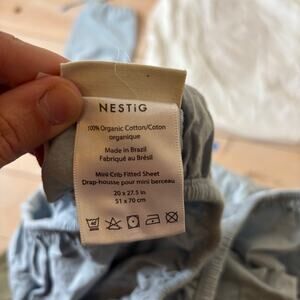 NESTiG
100% Organic Cotton/Coton
organique
Made in Brazil
Fabriqué au Brésil
Mini Crib Fitted Sheet
Drap-housse pour mini berceau
20 x 27.5 in
51 x 70 cm